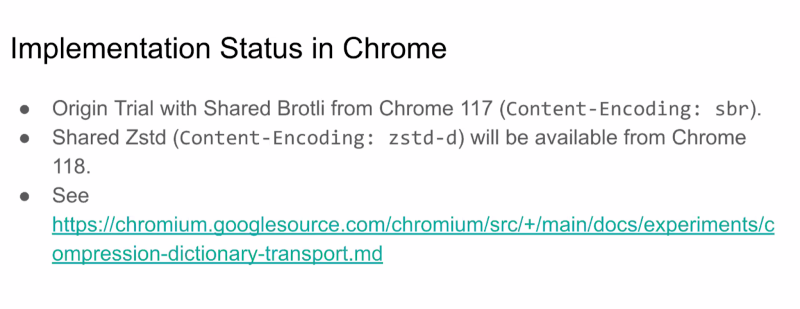 Implementation Status in Chrome
● Origin Trial with Shared Brotli from Chrome 117 (Content-Encoding: sbr).
● Shared Zstd (Content-Encoding: zstd-d) will be available from Chrome
118.
● See
https://chromium.googlesource.com/chromium/src/+/main/docs/experiments/c
ompression-dictionary-transport.md